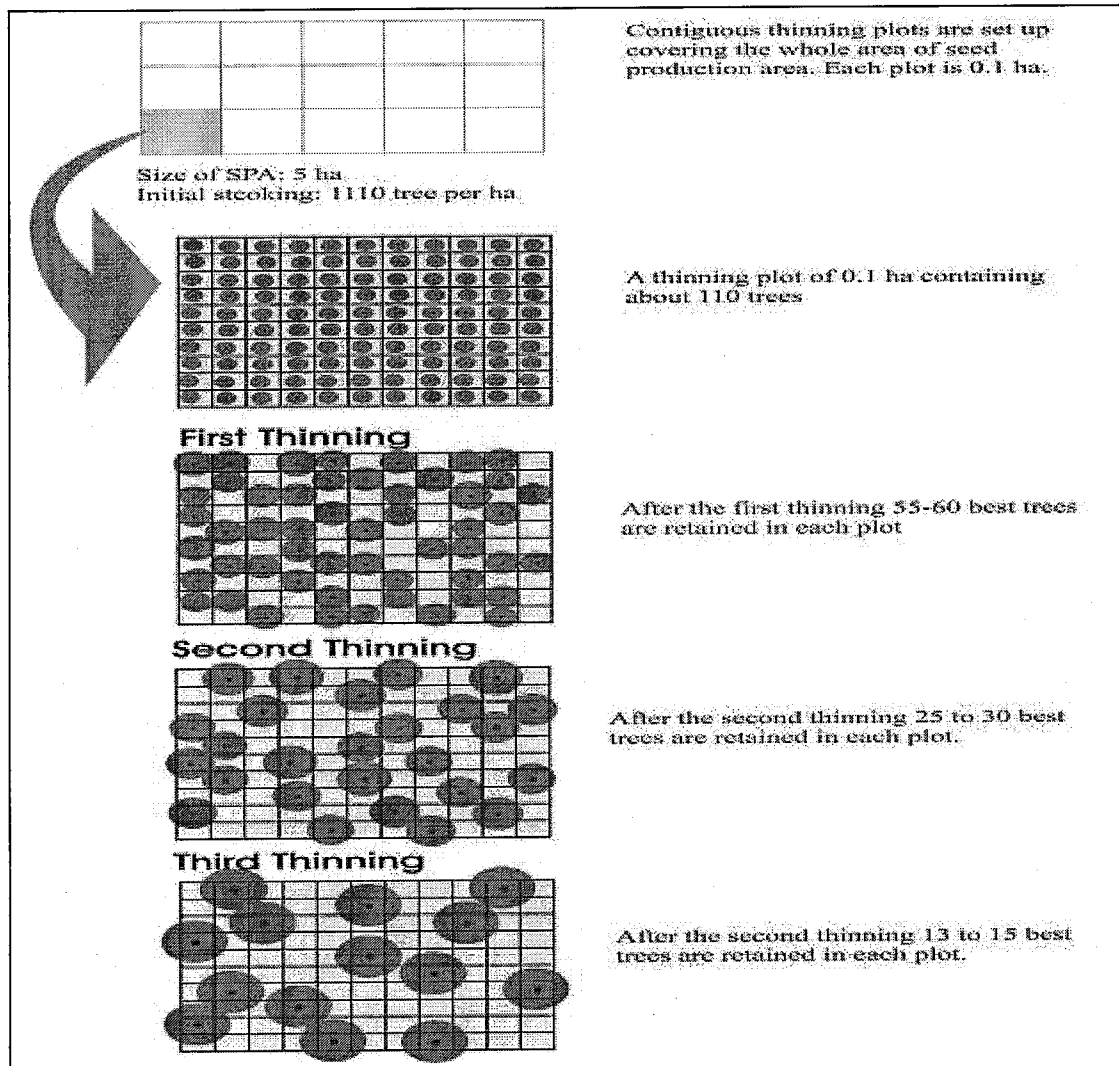 Contiguous thinning plots are set up
covering the whole area of seed
production area. Each plot is 0.1 ha.
Size of SPA: 5 ha
Initial stocking: 1110 tree per ha
A thinning plot of 0.1 ha containing
about 110 trees
First Thinning
After the first thinning 55-60 best trees
are retained in each plot
Second Thinning
After the second thinning 25 to 30 best
trees are retained in each plot.
Third Thinning
After the second thinning 13 to 15 best
trees are retained in each plot.